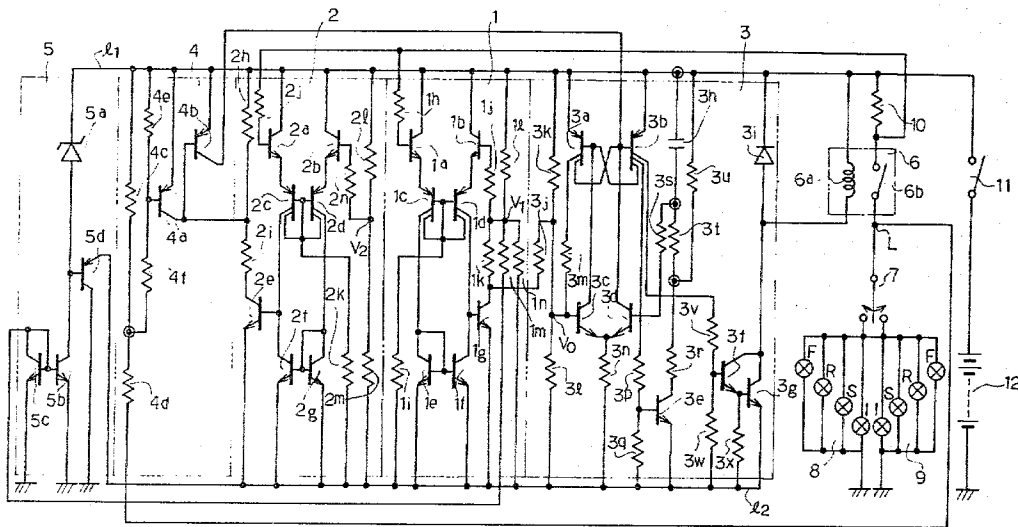 5
l1
4
2
1
3
2h
4e
4b
2j
2a
2l
1h
1b
1j
1l
3k
3a
3b
3h
5a
4c
2b
1a
3i
10
6
6a
6b
11
3u
3s
2n
1c
1d
V1
3j
3t
2c
2d
V2
5d
4a
2i
L
4f
2e
1k
3m
3c
3d
7
2k
1n
1m
3v
2f
1g
V0
3n
3r
3f
F
R
S
S
R
F
12
5b
5c
4d
2g
2m
1i
1e
1f
3l
3p
3e
3g
3q
3w
3x
8
9
l2